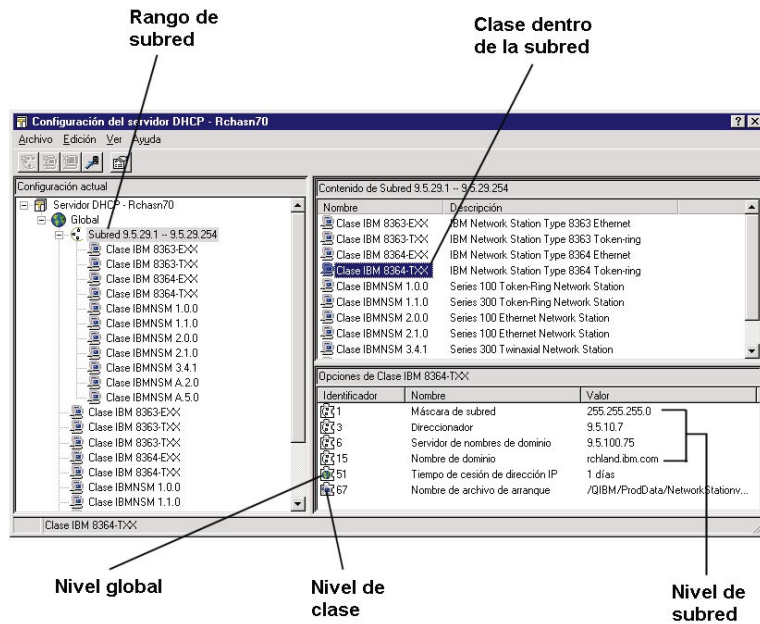 Rango de
subred
Clase dentro
de la subred
Configuración del servidor DHCP - Rchasn70
Archivo Edición Ver Ayuda
Configuración actual
Servidor DHCP - Rchasn70
Global
Subred 9.5.29.1 -- 9.5.29.254
Clase IBM 8363-EXX
Clase IBM 8363-TXX
Clase IBM 8364-EXX
Clase IBM 8364-TXX
Clase IBMNSM 1.0.0
Clase IBMNSM 1.1.0
Clase IBMNSM 2.0.0
Clase IBMNSM 2.1.0
Clase IBMNSM 3.4.1
Clase IBMNSM A.2.0
Clase IBMNSM A.5.0
Clase IBM 8363-EXX
Clase IBM 8363-TXX
Clase IBM 8363-TXX
Clase IBM 8364-EXX
Clase IBM 8364-TXX
Clase IBMNSM 1.0.0
Clase IBMNSM 1.1.0
Contenido de Subred 9.5.29.1 -- 9.5.29.254
Nombre Descripción
Clase IBM 8363-EXX IBM Network Station Type 8363 Ethernet
Clase IBM 8363-TXX IBM Network Station Type 8363 Token-ring
Clase IBM 8364-EXX IBM Network Station Type 8364 Ethernet
Clase IBM 8364-TXX IBM Network Station Type 8364 Token-ring
Clase IBMNSM 1.0.0 Series 100 Token-Ring Network Station
Clase IBMNSM 1.1.0 Series 300 Token-Ring Network Station
Clase IBMNSM 2.0.0 Series 100 Ethernet Network Station
Clase IBMNSM 2.1.0 Series 100 Ethernet Network Station
Clase IBMNSM 3.4.1 Series 300 Twinaxial Network Station
Opciones de Clase IBM 8364-TXX
Identificador Nombre Valor
1 Máscara de subred 255.255.255.0
3 Direccionador 9.5.10.7
6 Servidor de nombres de dominio 9.5.100.75
15 Nombre de dominio rchland.ibm.com
51 Tiempo de cesión de dirección IP 1 días
67 Nombre de archivo de arranque /QIBM/ProdData/NetworkStationv...
Clase IBM 8364-TXX
Nivel global
Nivel de
clase
Nivel de
subred